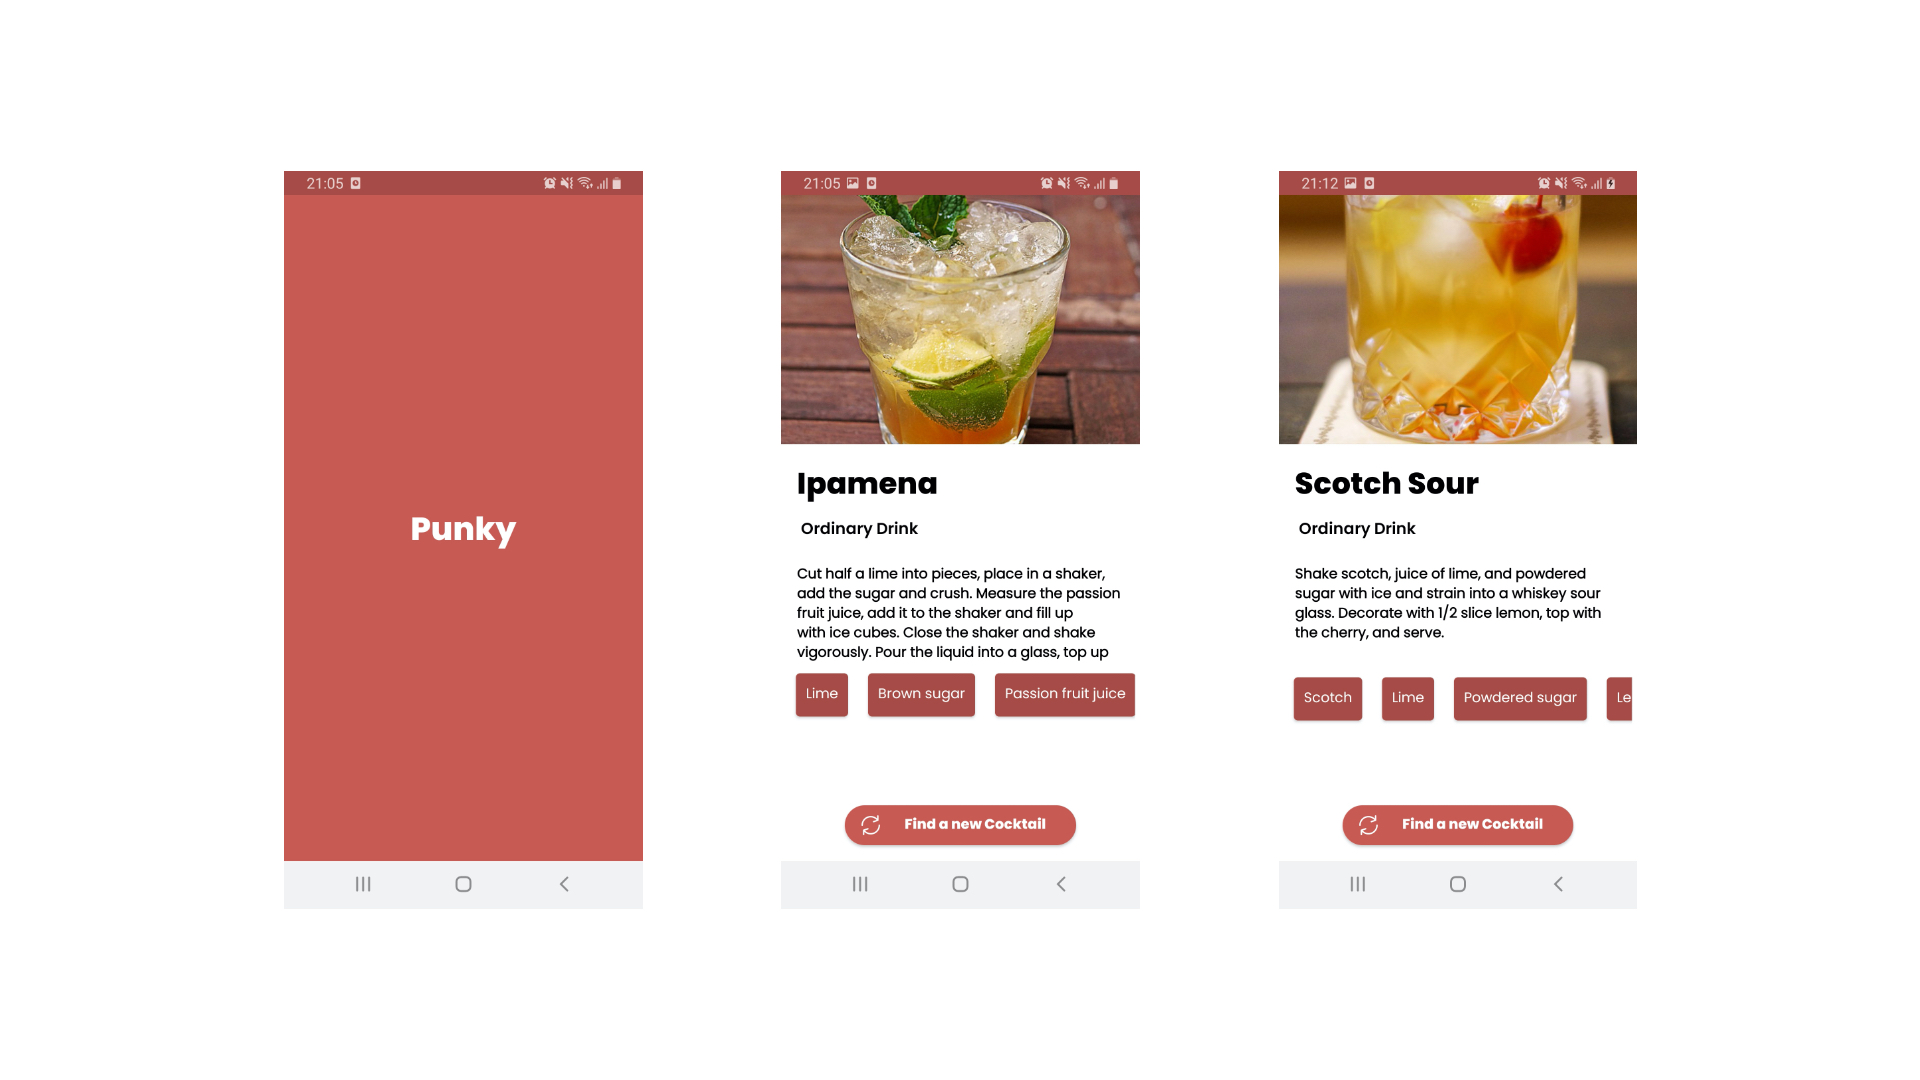 21:05
Punky
21:05
Ipamena
Ordinary Drink
Cut half a lime into pieces, place in a shaker,
add the sugar and crush. Measure the passion
fruit juice, add it to the shaker and fill up
with ice cubes. Close the shaker and shake
vigorously. Pour the liquid into a glass, top up
Lime Brown sugar Passion fruit juice
Find a new Cocktail
21:12
Scotch Sour
Ordinary Drink
Shake scotch, juice of lime, and powdered
sugar with ice and strain into a whiskey sour
glass. Decorate with 1/2 slice lemon, top with
the cherry, and serve.
Scotch Lime Powdered sugar Le
Find a new Cocktail